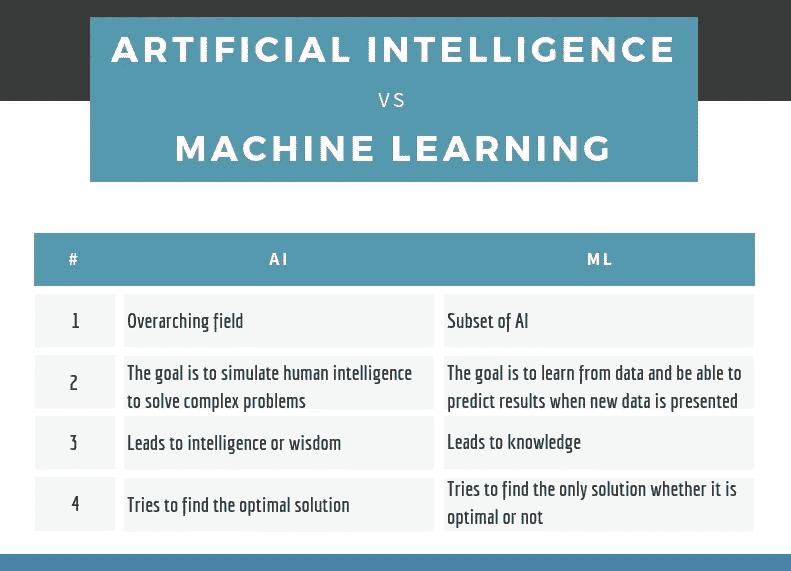 ARTIFICIAL INTELLIGENCE
VS
MACHINE LEARNING
# AI ML
1 Overarching field Subset of AI
2 The goal is to simulate human intelligence
to solve complex problems
The goal is to learn from data and be able to
predict results when new data is presented
3 Leads to intelligence or wisdom Leads to knowledge
4 Tries to find the optimal solution
Tries to find the only solution whether it is
optimal or not